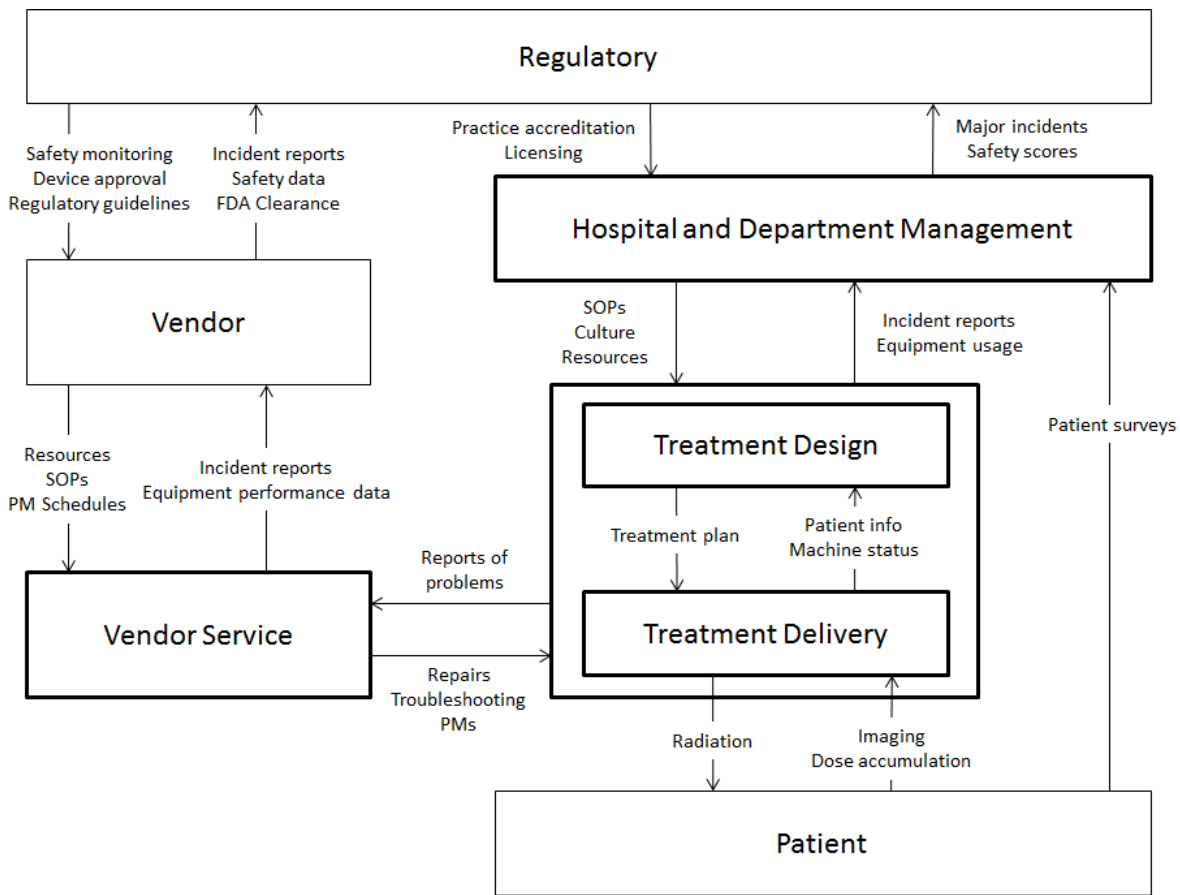 Regulatory
Safety monitoring
Device approval
Regulatory guidelines
Incident reports
Safety data
FDA Clearance
Practice accreditation
Licensing
Major incidents
Safety scores
Hospital and Department Management
Vendor
SOPs
Culture
Resources
Incident reports
Equipment usage
Patient surveys
Resources
SOPs
PM Schedules
Incident reports
Equipment performance data
Treatment Design
Treatment plan
Patient info
Machine status
Treatment Delivery
Reports of
problems
Vendor Service
Repairs
Troubleshooting
PMs
Radiation
Imaging
Dose accumulation
Patient